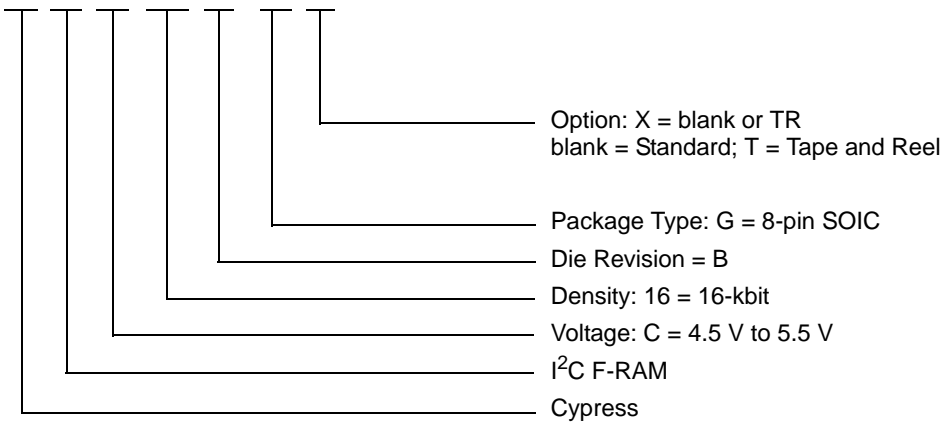 Option: X = blank or TR
blank = Standard; T = Tape and Reel
Package Type: G = 8-pin SOIC
Die Revision = B
Density: 16 = 16-kbit
Voltage: C = 4.5 V to 5.5 V
I²C F-RAM
Cypress